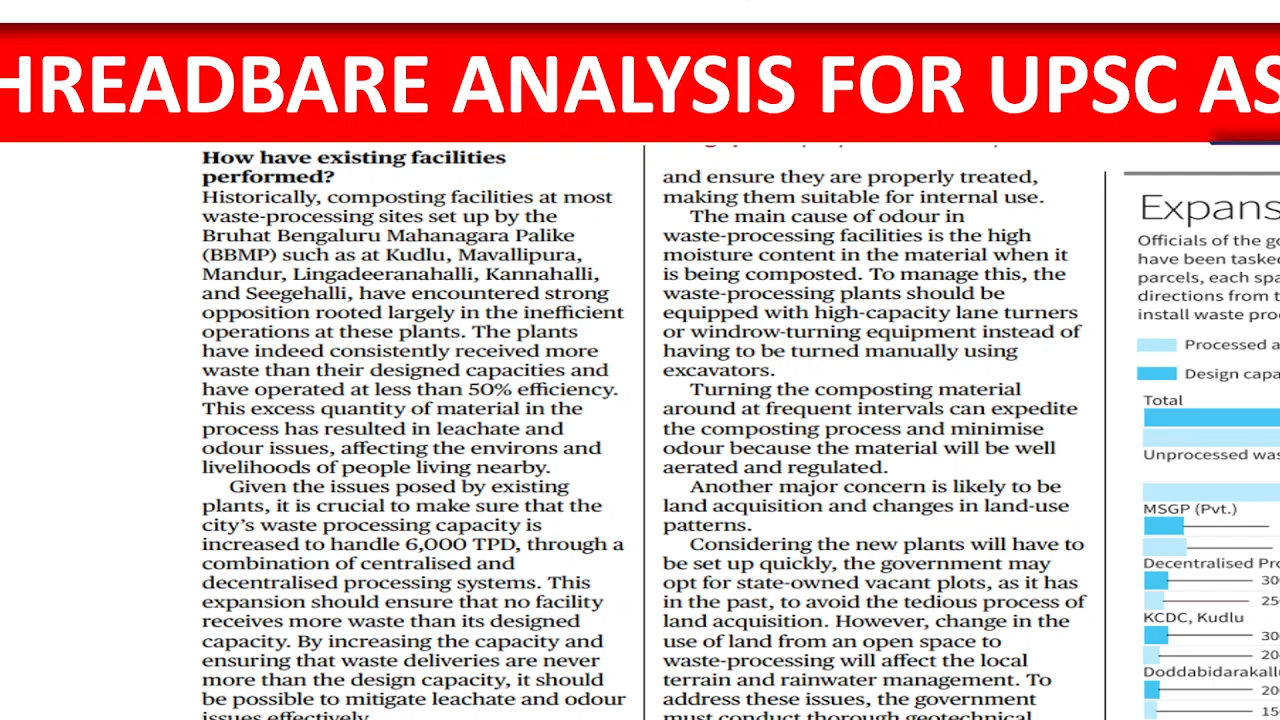 HREADBARE ANALYSIS FOR UPSC AS
How have existing facilities
performed?
Historically, composting facilities at most
waste-processing sites set up by the
Bruhat Bengaluru Mahanagara Palike
(BBMP) such as at Kudlu, Mavallipura,
Mandur, Lingadeeranahalli, Kannahalli,
and Seegehalli, have encountered strong
opposition rooted largely in the inefficient
operations at these plants. The plants
have indeed consistently received more
waste than their designed capacities and
have operated at less than 50% efficiency.
This excess quantity of material in the
process has resulted in leachate and
odour issues, affecting the environs and
livelihoods of people living nearby.
Given the issues posed by existing
plants, it is crucial to make sure that the
city's waste processing capacity is
increased to handle 6,000 TPD, through a
combination of centralised and
decentralised processing systems. This
expansion should ensure that no facility
receives more waste than its designed
capacity. By increasing the capacity and
ensuring that waste deliveries are never
more than the design capacity, it should
be possible to mitigate leachate and odour
issues effectively.
and ensure they are properly treated,
making them suitable for internal use.
The main cause of odour in
waste-processing facilities is the high
moisture content in the material when it
is being composted. To manage this, the
waste-processing plants should be
equipped with high-capacity lane turners
or windrow-turning equipment instead of
having to be turned manually using
excavators.
Turning the composting material
around at frequent intervals can expedite
the composting process and minimise
odour because the material will be well
aerated and regulated.
Another major concern is likely to be
land acquisition and changes in land-use
patterns.
Considering the new plants will have to
be set up quickly, the government may
opt for state-owned vacant plots, as it has
in the past, to avoid the tedious process of
land acquisition. However, change in the
use of land from an open space to
waste-processing will affect the local
terrain and rainwater management. To
address these issues, the government
must conduct thorough geotechnical
Expans
Officials of the go
have been tasked
parcels, each spa
directions from t
install waste proc
Processed a
Design capa
Total
Unprocessed was
MSGP (Pvt.)
Decentralised Pro
30
25
KCDC, Kudlu
30
20
Doddabidarakallu
20
15